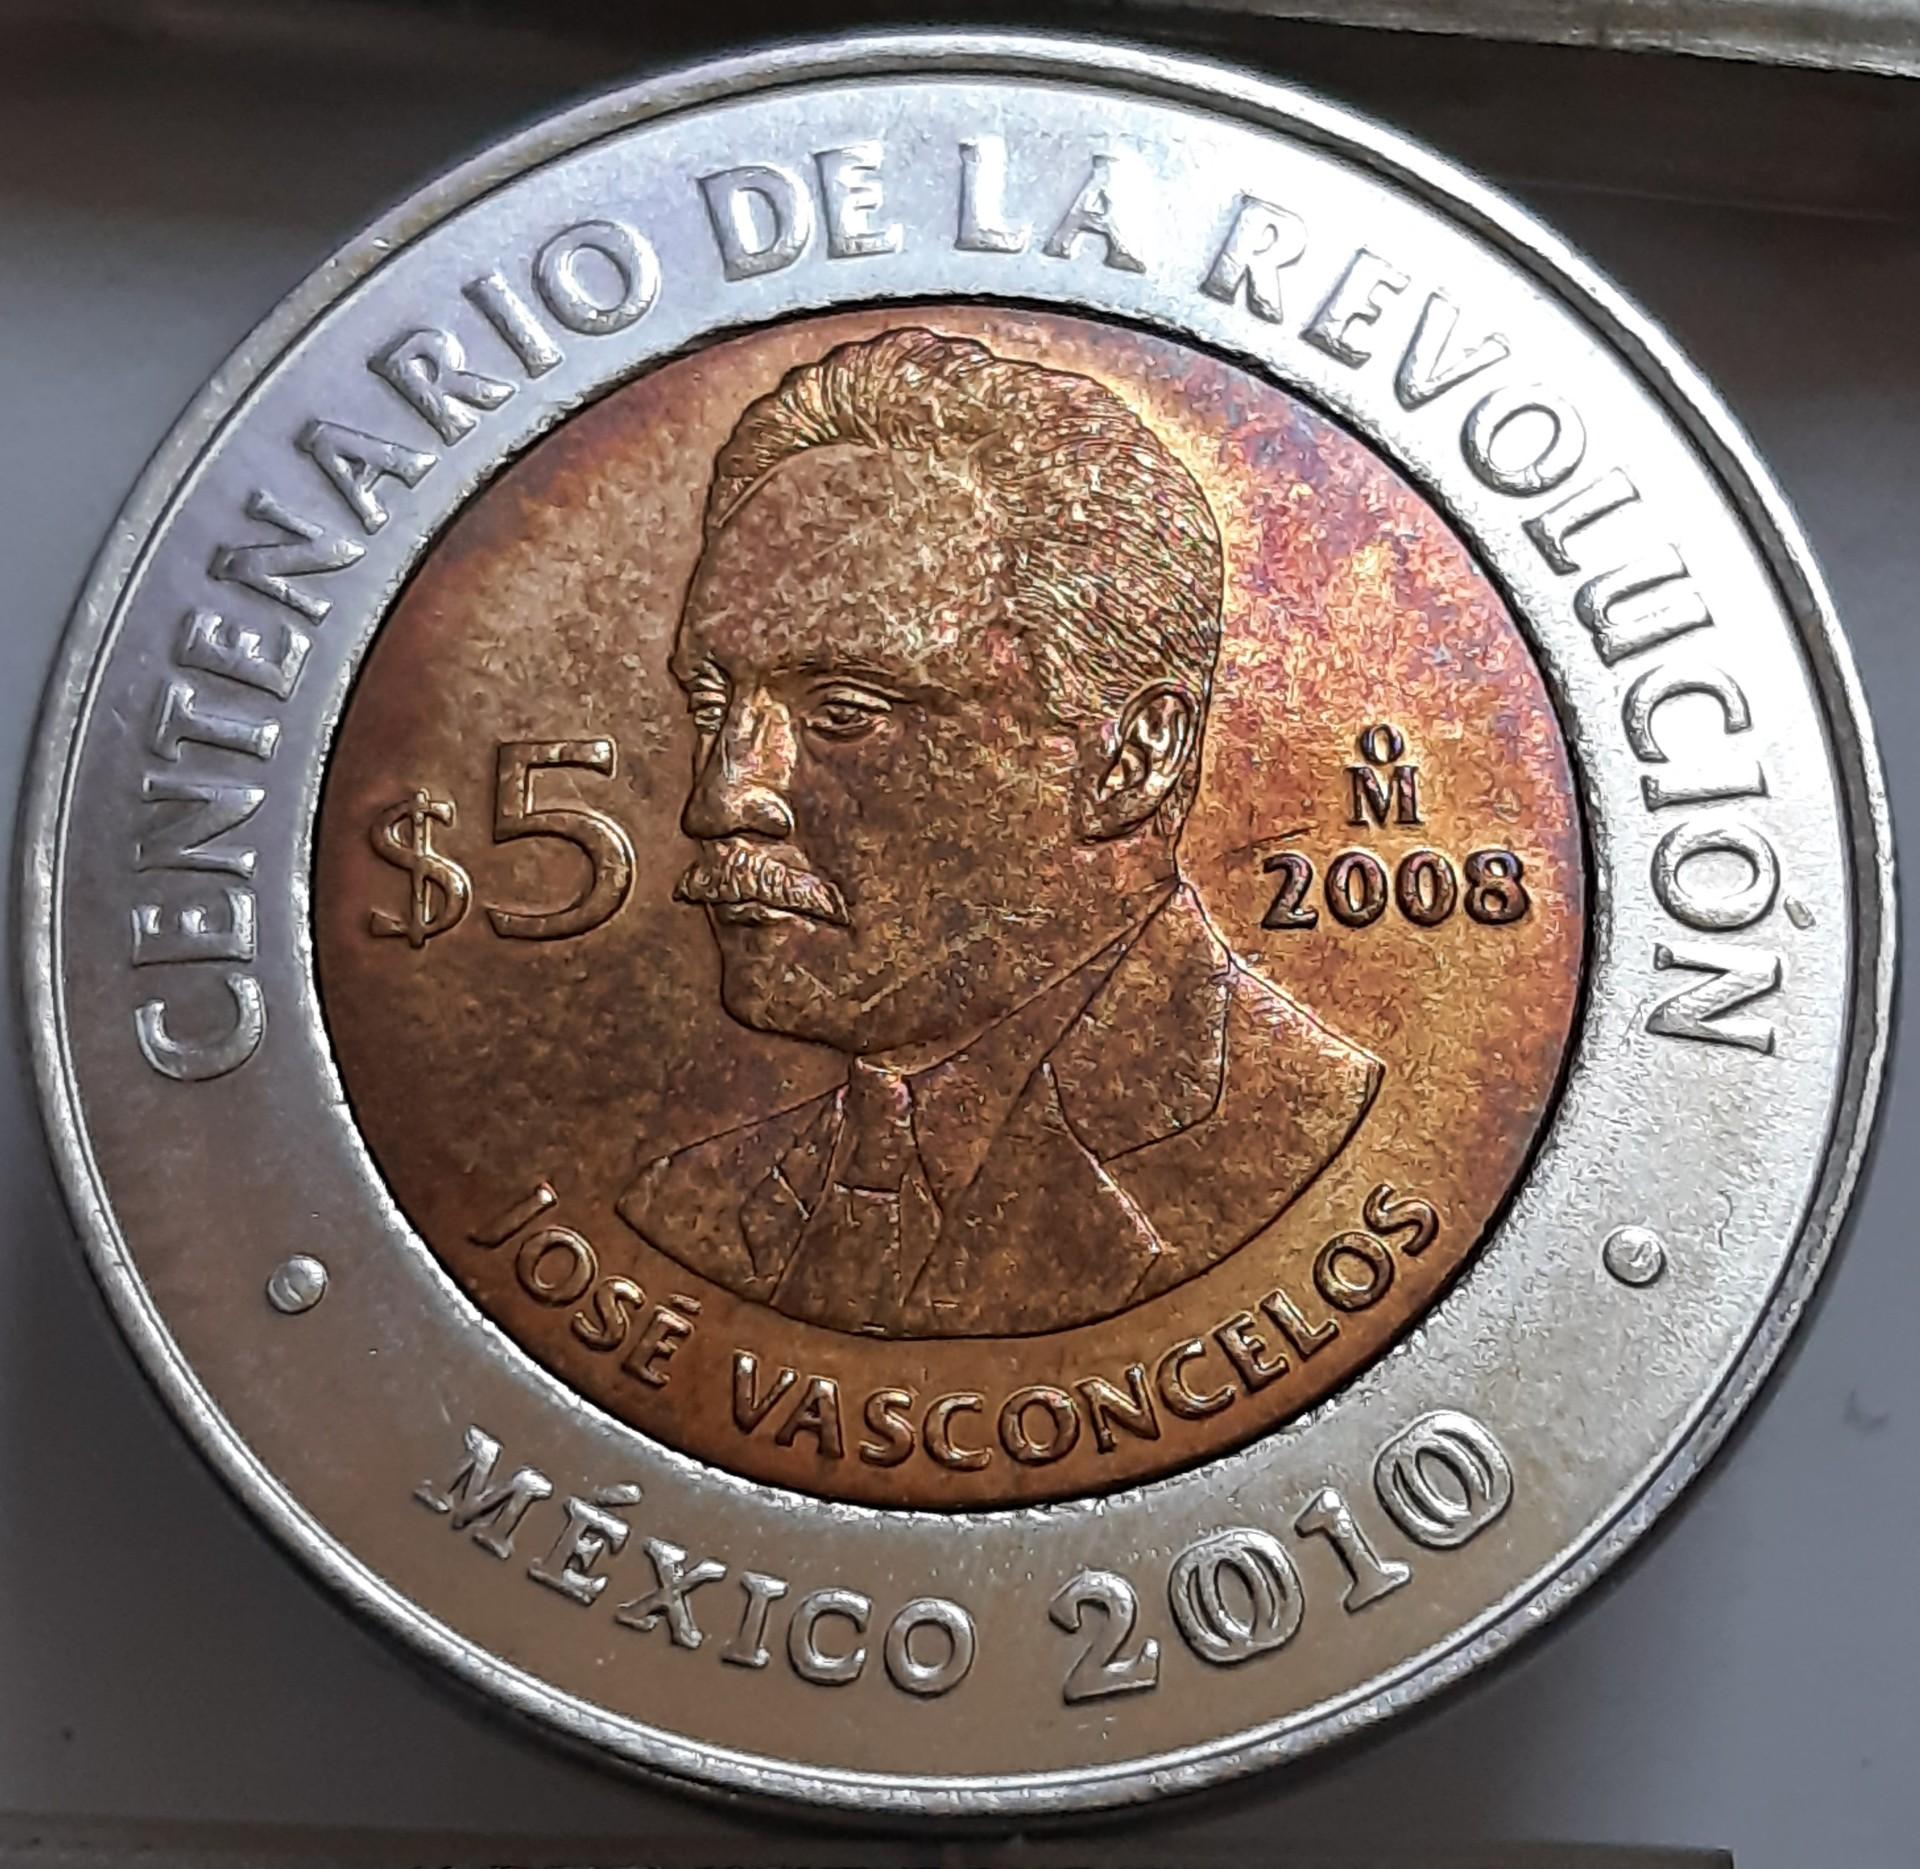 CENTENARIO DE LA REVOLUCIÓN
$5
Mo
2008
JOSÉ VASCONCELOS
MÉXICO 2010